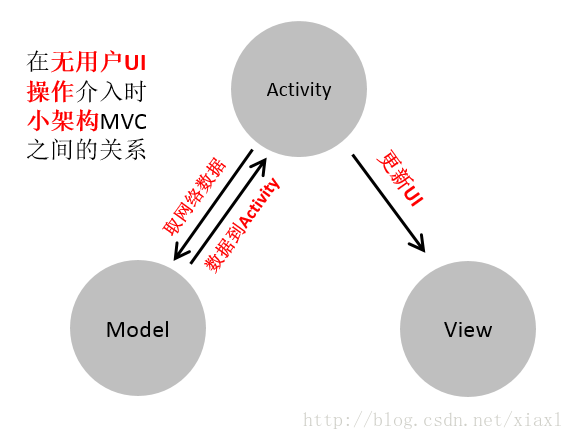 在无用户UI
操作介入时
小架构MVC
之间的关系
Activity
取网络数据
数据到Activity
更新UI
Model
View
http://blog.csdn.net/xiaxl